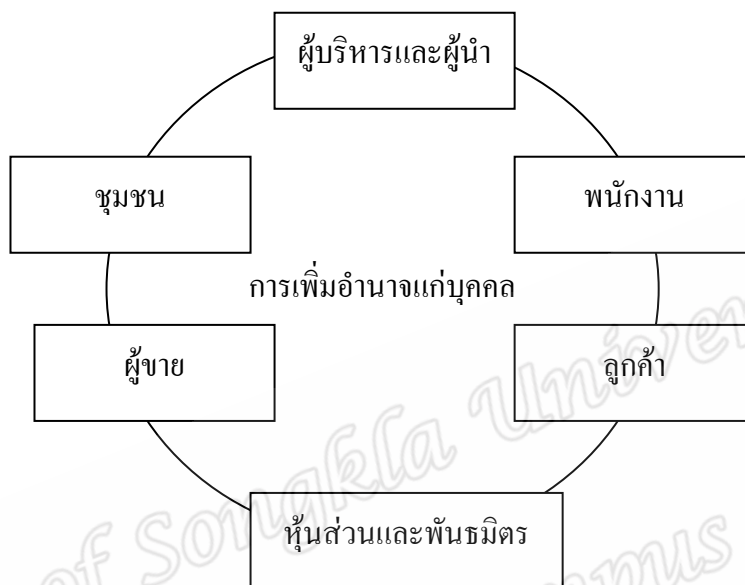 ผู้บริหารและผู้นำ
ชุมชน
พนักงาน
การเพิ่มอำนาจแก่บุคคล
ผู้ขาย
ลูกค้า
หุ้นส่วนและพันธมิตร
of Songkla Univer
mpus